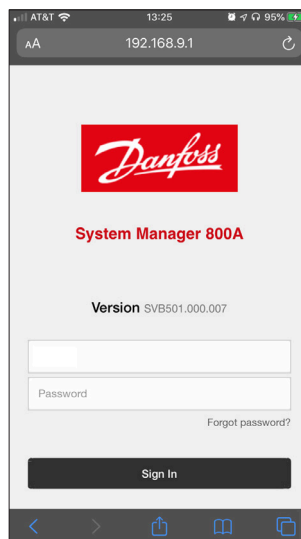 AT&T 13:25 95%
AA 192.168.9.1
Danfoss
System Manager 800A
Version SVB501.000.007
Password
Forgot password?
Sign In